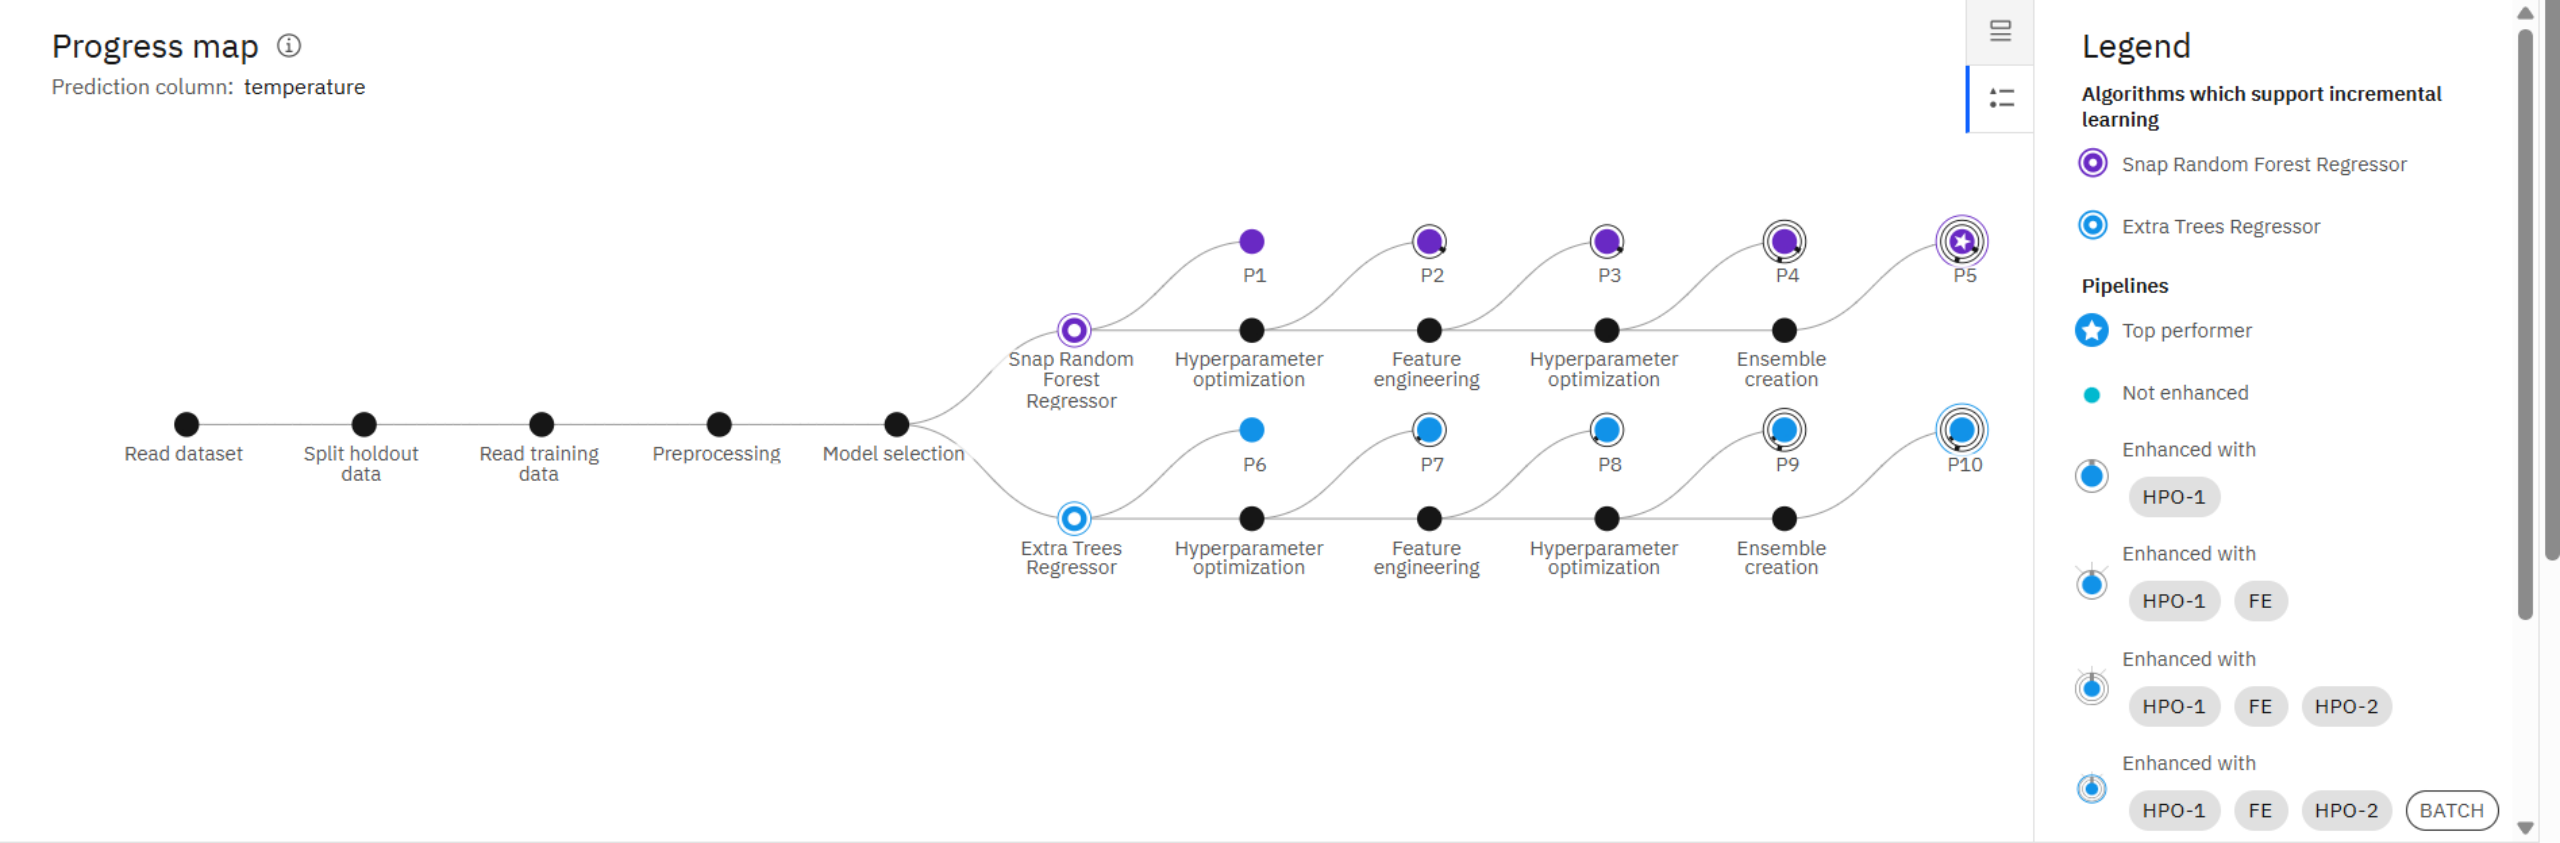 Progress map
Prediction column: temperature
P1
P2
P3
P4
P5
Snap Random
Forest
Regressor
Hyperparameter
optimization
Feature
engineering
Hyperparameter
optimization
Ensemble
creation
Read dataset
Split holdout
data
Read training
data
Preprocessing
Model selection
P6
P7
P8
P9
P10
Extra Trees
Regressor
Hyperparameter
optimization
Feature
engineering
Hyperparameter
optimization
Ensemble
creation
Legend
Algorithms which support incremental
learning
Snap Random Forest Regressor
Extra Trees Regressor
Pipelines
Top performer
Not enhanced
Enhanced with
HPO-1
Enhanced with
HPO-1 FE
Enhanced with
HPO-1 FE HPO-2
Enhanced with
HPO-1 FE HPO-2 BATCH